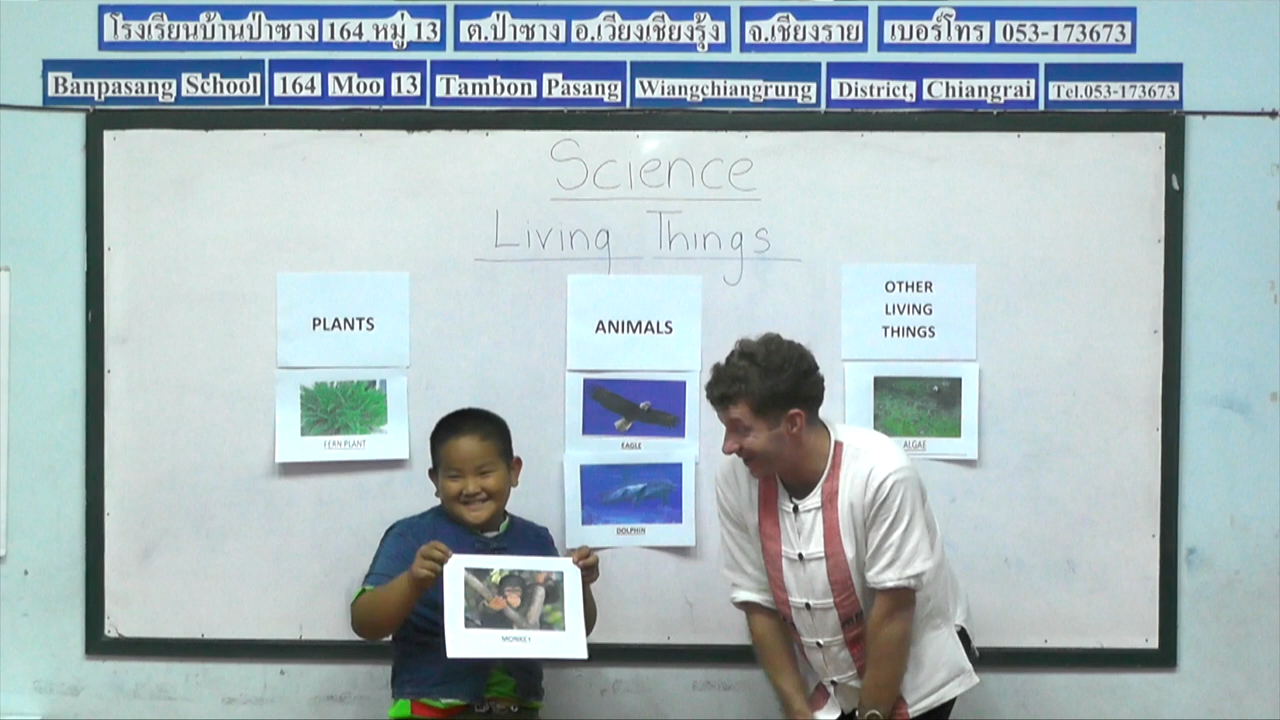 โรงเรียนบ้านป่าซาง 164 หมู่ 13 ต.ป่าซาง อ.เวียงเชียงรุ้ง จ.เชียงราย เบอร์โทร 053-173673
Banpasang School 164 Moo 13 Tambon Pasang Wiangchiangrung District, Chiangrai Tel.053-173673
Science
Living Things
PLANTS
FERN PLANT
ANIMALS
EAGLE
DOLPHIN
OTHER
LIVING
THINGS
ALGAE
MONKEY